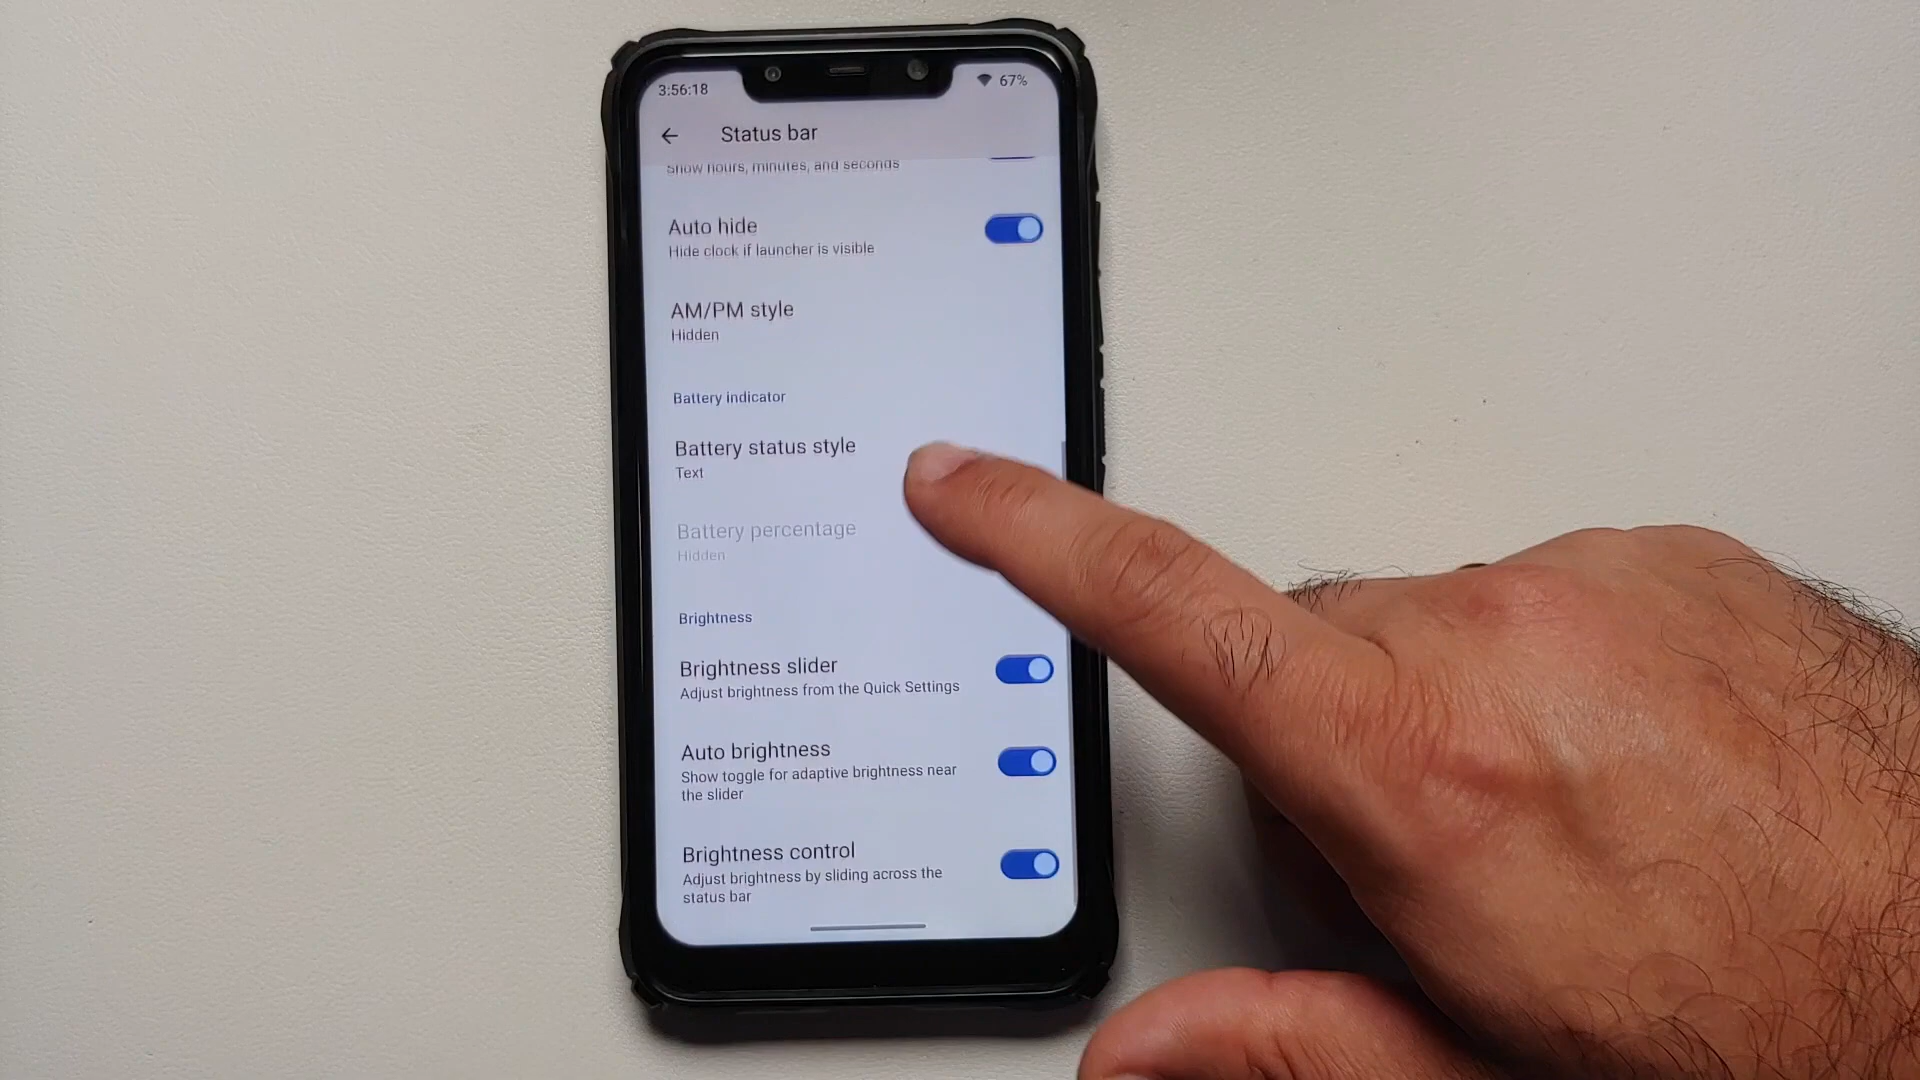 3:56:18
67%
Status bar
Show hours, minutes, and seconds
Auto hide
Hide clock if launcher is visible
AM/PM style
Hidden
Battery indicator
Battery status style
Text
Battery percentage
Hidden
Brightness
Brightness slider
Adjust brightness from the Quick Settings
Auto brightness
Show toggle for adaptive brightness near
the slider
Brightness control
Adjust brightness by sliding across the
status bar